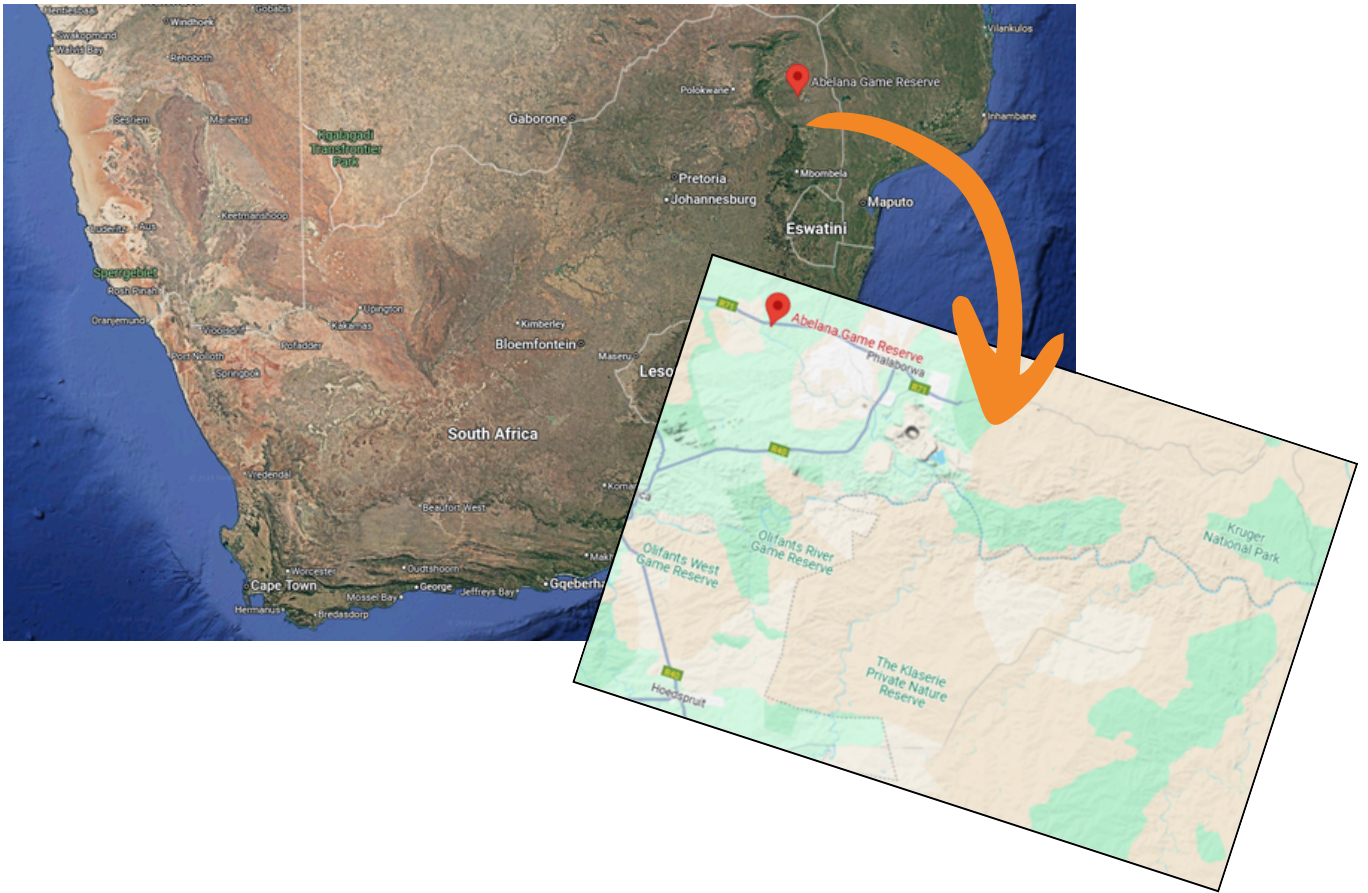 Hentiesbaai
Windhoek
Gobabis
Swakopmund
Walvis Bay
Rehoboth
Vilankulos
Abelana Game Reserve
Polokwane
Inhambane
Sesriem
Mariental
Gaborone
Kgalagadi
Transfrontier
Park
Mbombela
Pretoria
Johannesburg
Maputo
Keetmanshoop
Luderitz
Aus
Eswatini
Sperrgebiet
Rosh Pinah
Oranjemund
Upington
Kakamas
Vioolsdrif
Pofadder
Kimberley
Bloemfontein
Maseru
Port Nolloth
Springbok
Leso
South Africa
Vredendal
Beaufort West
Koma
Worcester
Cape Town
Oudtshoorn
George
Mossel Bay
Jeffreys Bay
Gqeberha
Makh
Hermanus
Bredasdorp
R71
Abelana Game Reserve
Phalaborwa
R71
R40
ca
Olifants West
Game Reserve
Olifants River
Game Reserve
Kruger
National Park
The Klaserie
Private Nature
Reserve
R40
Hoedspruit